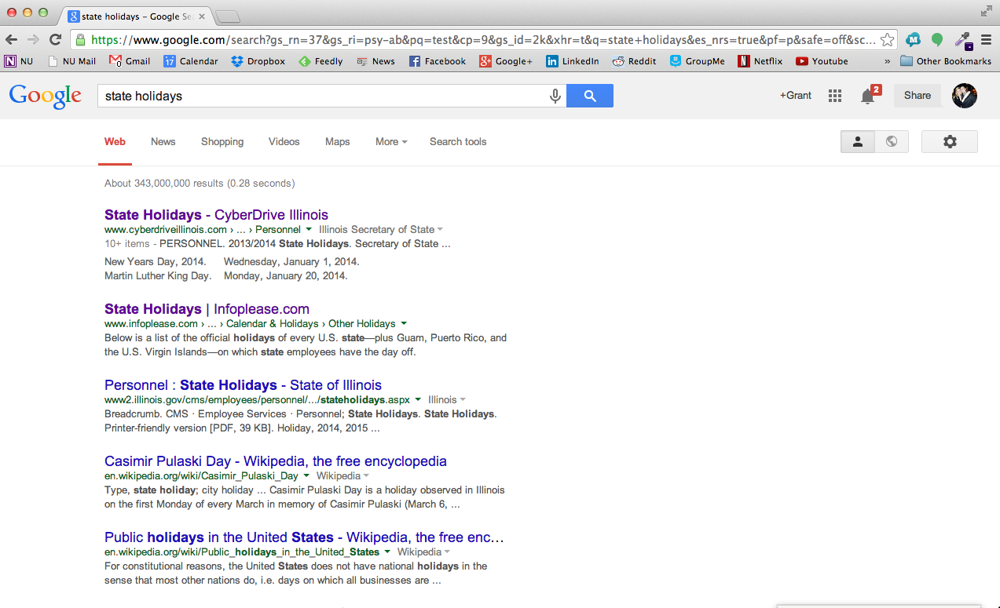 state holidays - Google Se
https://www.google.com/search?gs_rn=37&gs_ri=psy-ab&pq=test&cp=9&gs_id=2k&xhr=t&q=state+holidays&es_nrs=true&pf=p&safe=off&sc...
NU NU Mail Gmail 17 Calendar Dropbox Feedly News Facebook Google+ LinkedIn Reddit GroupMe Netflix Youtube » Other Bookmarks
Google state holidays +Grant 2 Share
Web News Shopping Videos Maps More Search tools
About 343,000,000 results (0.28 seconds)
State Holidays - CyberDrive Illinois
www.cyberdriveillinois.com › ... › Personnel Illinois Secretary of State
10+ items - PERSONNEL. 2013/2014 State Holidays. Secretary of State ...
New Years Day, 2014. Wednesday, January 1, 2014.
Martin Luther King Day. Monday, January 20, 2014.
State Holidays | Infoplease.com
www.infoplease.com › ... › Calendar & Holidays › Other Holidays
Below is a list of the official holidays of every U.S. state—plus Guam, Puerto Rico, and
the U.S. Virgin Islands—on which state employees have the day off.
Personnel : State Holidays - State of Illinois
www2.illinois.gov/cms/employees/personnel/.../stateholidays.aspx Illinois
Breadcrumb. CMS · Employee Services · Personnel; State Holidays. State Holidays.
Printer-friendly version [PDF, 39 KB]. Holiday, 2014, 2015 ...
Casimir Pulaski Day - Wikipedia, the free encyclopedia
en.wikipedia.org/wiki/Casimir_Pulaski_Day Wikipedia
Type, state holiday; city holiday ... Casimir Pulaski Day is a holiday observed in Illinois
on the first Monday of every March in memory of Casimir Pulaski (March 6, ...
Public holidays in the United States - Wikipedia, the free enc...
en.wikipedia.org/wiki/Public_holidays_in_the_United_States Wikipedia
For constitutional reasons, the United States does not have national holidays in the
sense that most other nations do, i.e. days on which all businesses are ...